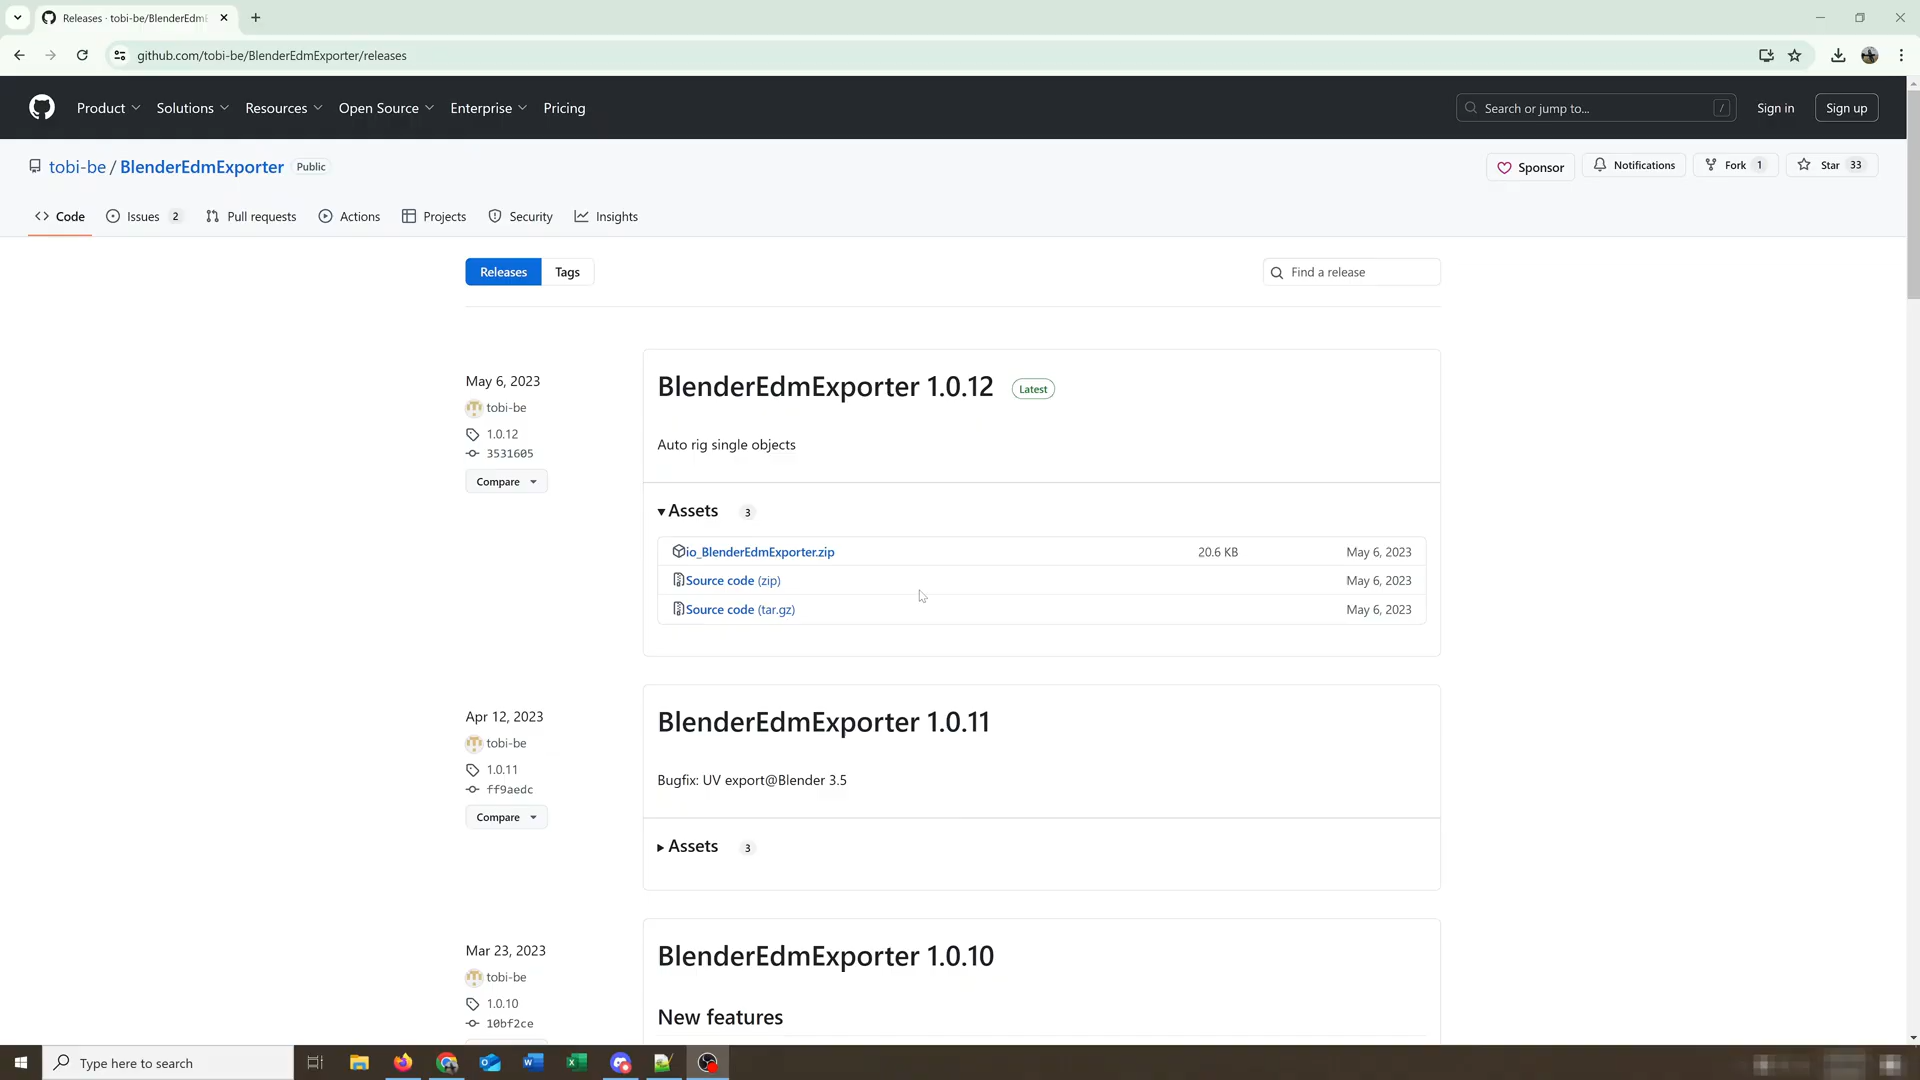 Releases · tobi-be/BlenderEdmE
github.com/tobi-be/BlenderEdmExporter/releases
Product Solutions Resources Open Source Enterprise Pricing Search or jump to... / Sign in Sign up
tobi-be / BlenderEdmExporter Public Sponsor Notifications Fork 1 Star 33
Code Issues 2 Pull requests Actions Projects Security Insights
Releases Tags Find a release
May 6, 2023
tobi-be
1.0.12
3531605
Compare
BlenderEdmExporter 1.0.12 Latest
Auto rig single objects
Assets 3
io_BlenderEdmExporter.zip 20.6 KB May 6, 2023
Source code (zip) May 6, 2023
Source code (tar.gz) May 6, 2023
Apr 12, 2023
tobi-be
1.0.11
ff9aedc
Compare
BlenderEdmExporter 1.0.11
Bugfix: UV export@Blender 3.5
Assets 3
Mar 23, 2023
tobi-be
1.0.10
10bf2ce
BlenderEdmExporter 1.0.10
New features
Type here to search